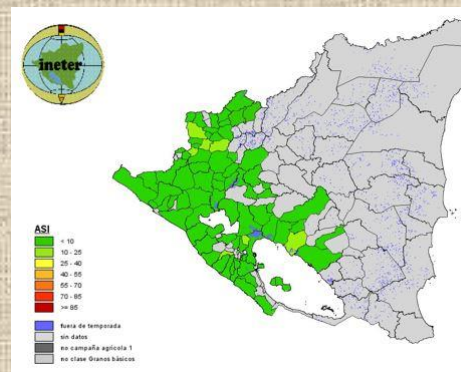 ineter
ASI
< 10
10 - 25
25 - 40
40 - 55
55 - 70
70 - 85
>= 85
fuera de temporada
sin datos
no campaña agricola 1
no clase Granos básicos